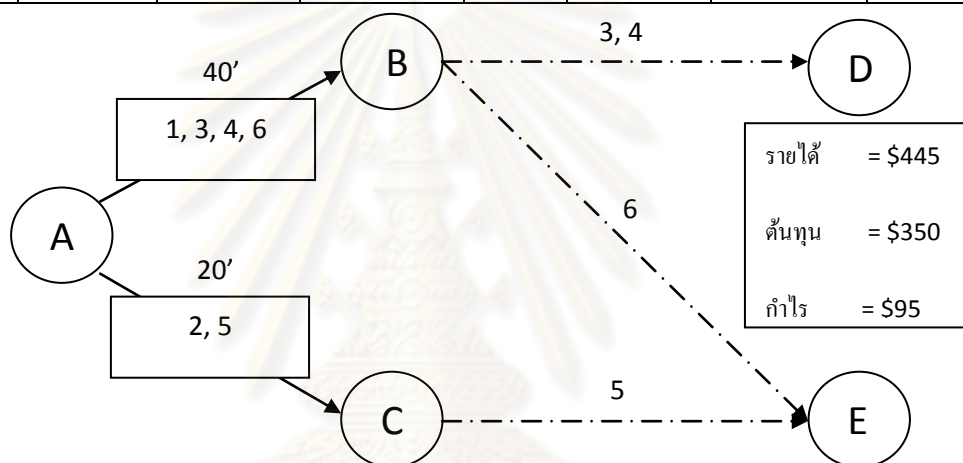 3, 4
B
D
40’
1, 3, 4, 6
รายได้ = $445
6
ต้นทุน = $350
A
20’
กำไร = $95
2, 5
5
C
E